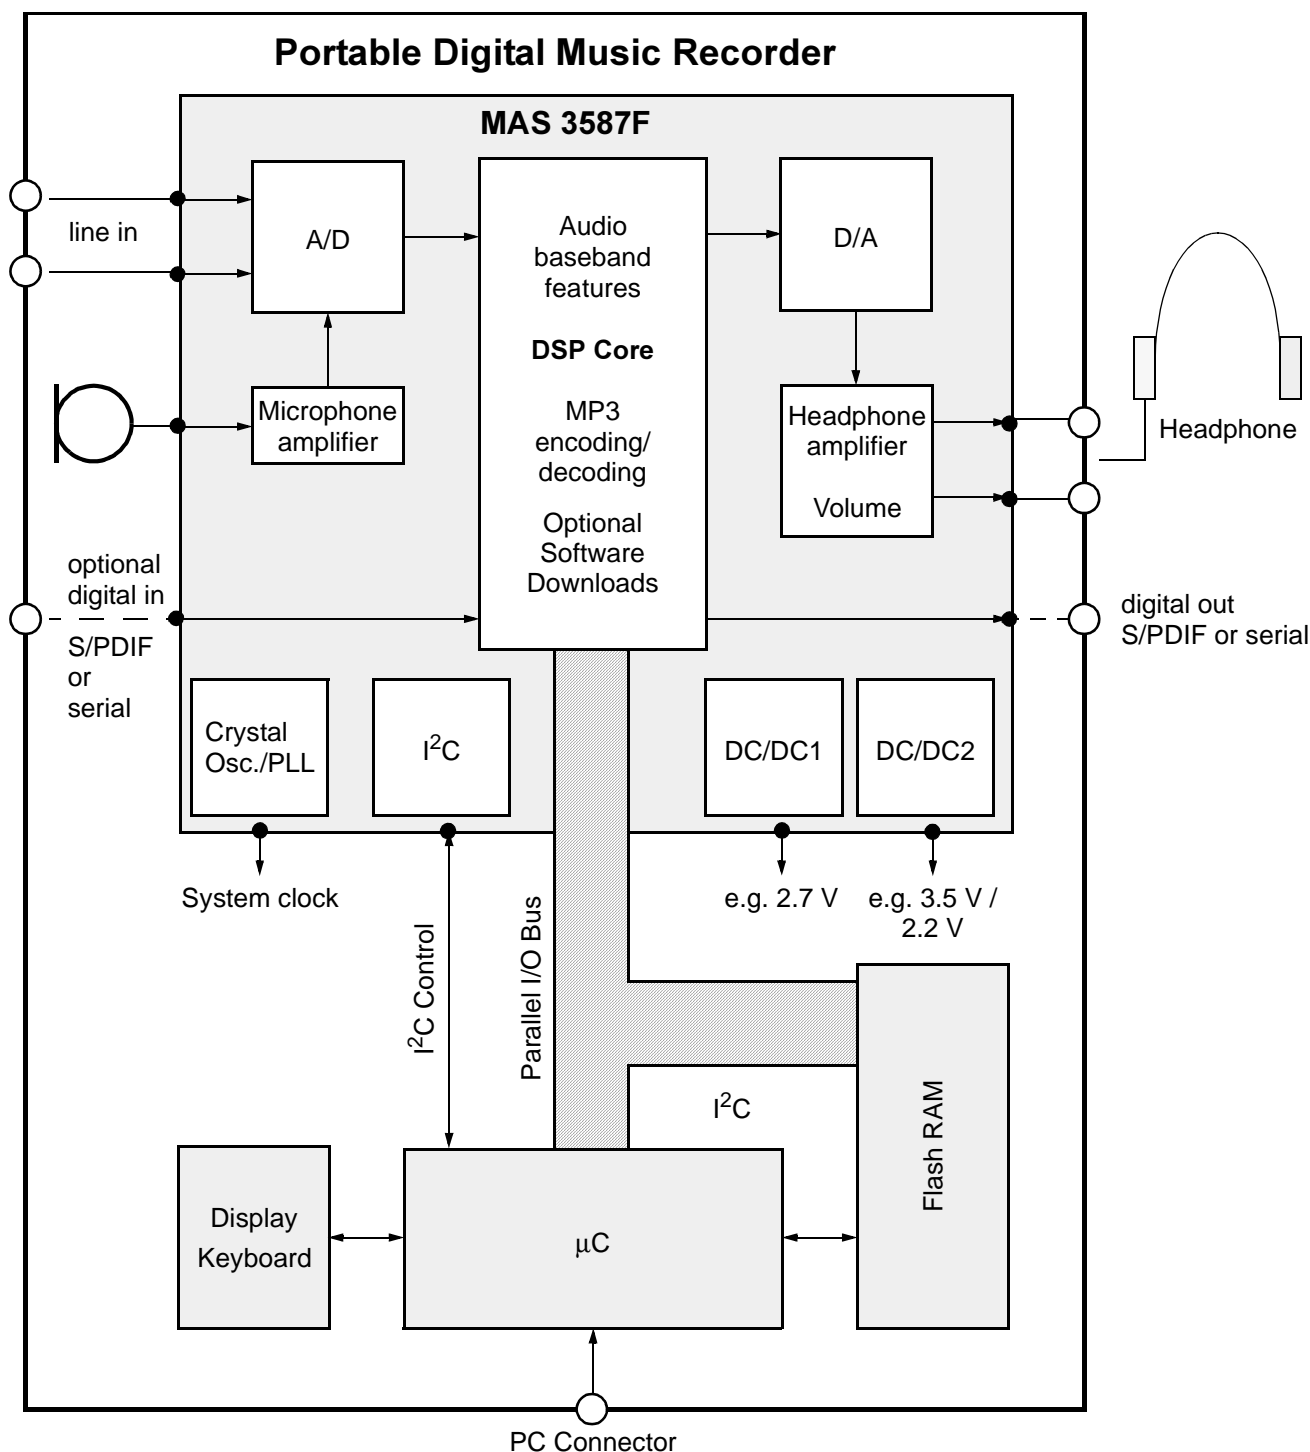 Portable Digital Music Recorder
MAS 3587F
line in
A/D
Microphone
amplifier
Audio
baseband
features
DSP Core
MP3
encoding/
decoding
Optional
Software
Downloads
D/A
Headphone
amplifier
Volume
Headphone
optional
digital in
S/PDIF
or
serial
digital out
S/PDIF or serial
Crystal
Osc./PLL
I²C
DC/DC1
DC/DC2
System clock
e.g. 2.7 V
e.g. 3.5 V /
2.2 V
I²C Control
Parallel I/O Bus
I²C
Flash RAM
Display
Keyboard
µC
PC Connector